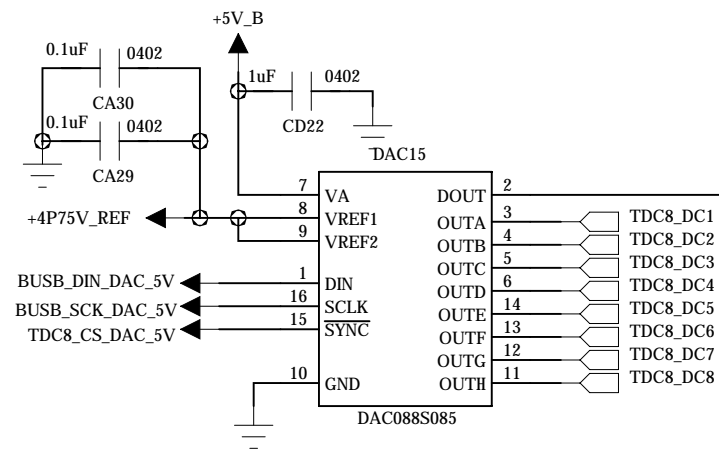 +5V_B
0.1uF 0402
CA30
1uF 0402
0.1uF 0402
CD22
CA29
DAC15
7 VA DOUT 2
+4P75V_REF 8 VREF1 OUTA 3 TDC8_DC1
9 VREF2 OUTB 4 TDC8_DC2
OUTC 5 TDC8_DC3
BUSB_DIN_DAC_5V 1 DIN OUTD 6 TDC8_DC4
BUSB_SCK_DAC_5V 16 SCLK OUTE 14 TDC8_DC5
TDC8_CS_DAC_5V 15 SYNC OUTF 13 TDC8_DC6
OUTG 12 TDC8_DC7
10 GND OUTH 11 TDC8_DC8
DAC088S085